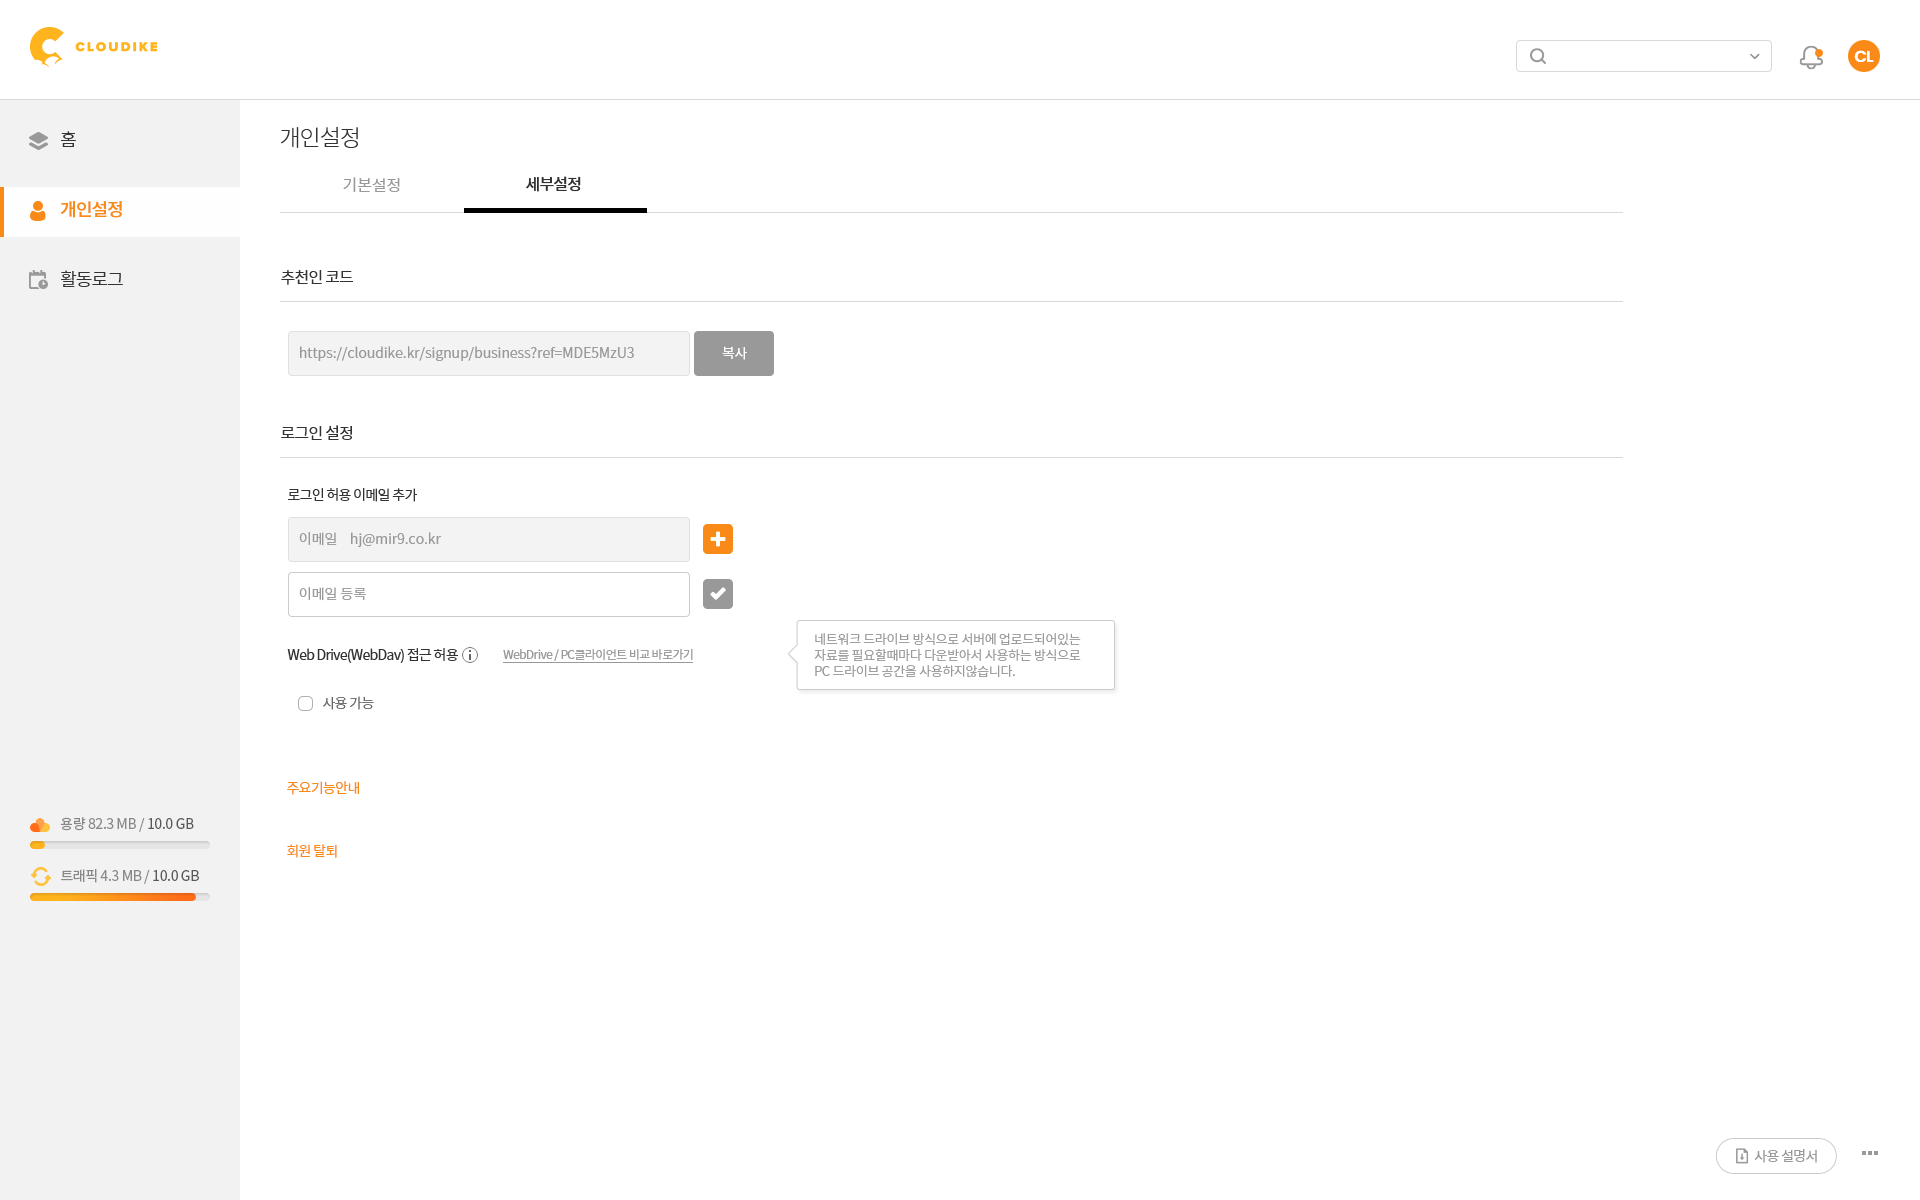 CLOUDIKE
CL
홈
개인설정
활동로그
용량 82.3 MB / 10.0 GB
트래픽 4.3 MB / 10.0 GB
개인설정
기본설정
세부설정
추천인 코드
https://cloudike.kr/signup/business?ref=MDE5MzU3
복사
로그인 설정
로그인 허용 이메일 추가
이메일 hj@mir9.co.kr
이메일 등록
Web Drive(WebDav) 접근 허용
WebDrive / PC클라이언트 비교 바로가기
네트워크 드라이브 방식으로 서버에 업로드되어있는
자료를 필요할때마다 다운받아서 사용하는 방식으로
PC 드라이브 공간을 사용하지않습니다.
사용 가능
주요기능안내
회원 탈퇴
사용 설명서